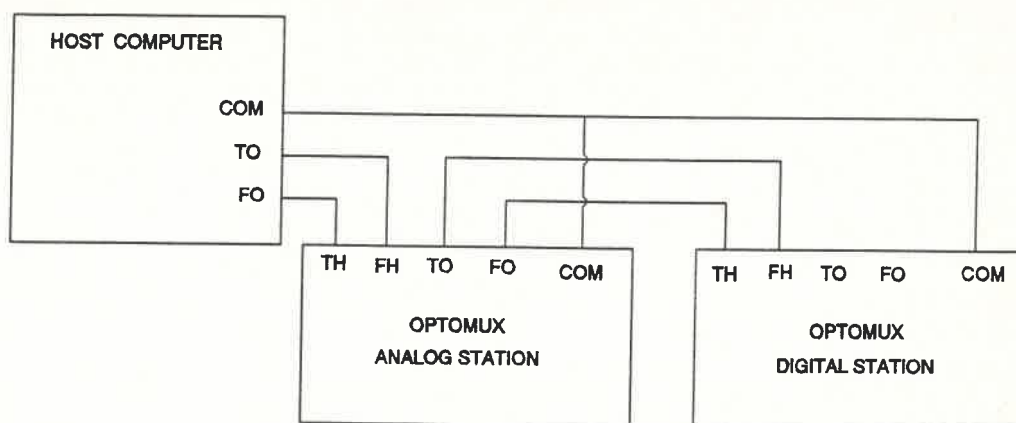 HOST COMPUTER
COM
TO
FO
TH FH TO FO COM
OPTOMUX
ANALOG STATION
TH FH TO FO COM
OPTOMUX
DIGITAL STATION